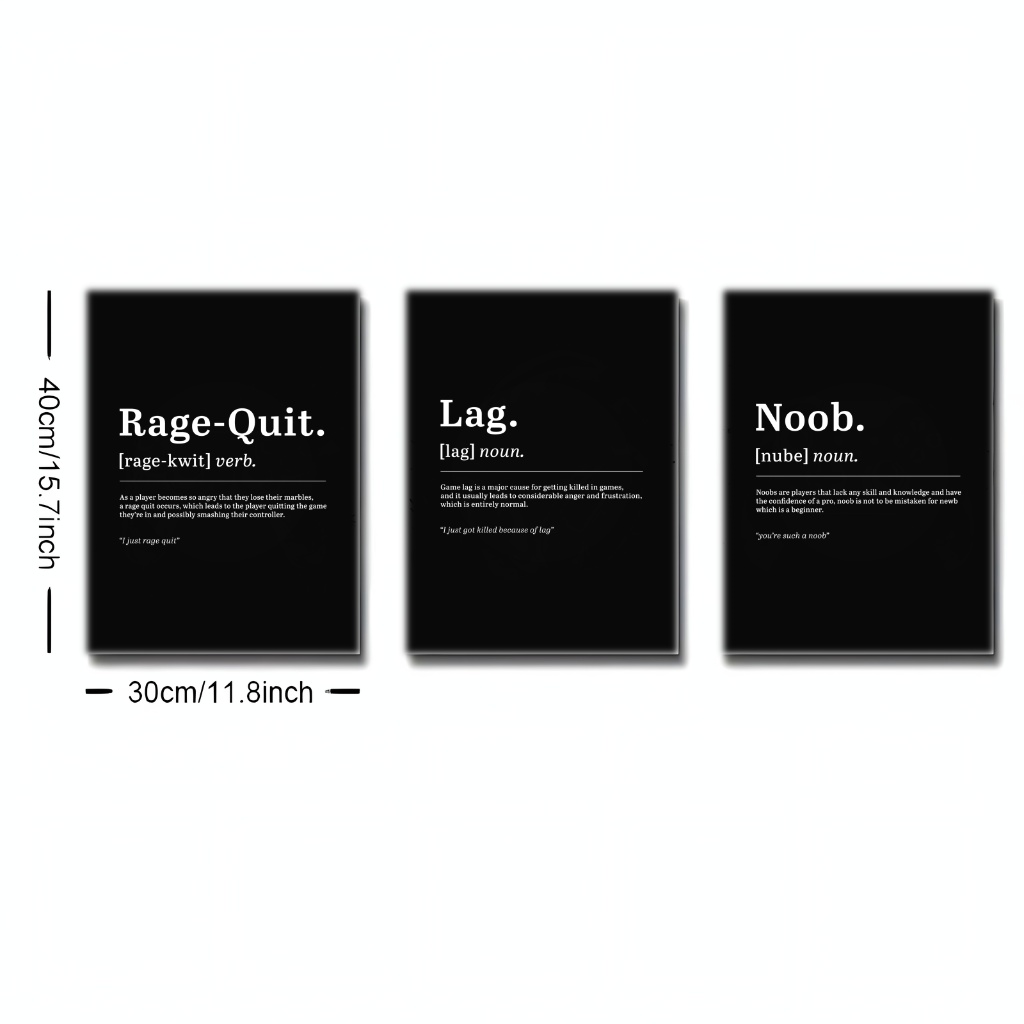 40cm/15.7inch
Rage-Quit.
[rage-kwit] verb.
As a player becomes so angry that they lose their marbles,
a rage quit occurs, which leads to the player quitting the game
they're in and possibly smashing their controller.
"I just rage quit"
30cm/11.8inch
Lag.
[lag] noun.
Game lag is a major cause for getting killed in games,
and it usually leads to considerable anger and frustration,
which is entirely normal.
"I just got killed because of lag"
Noob.
[nube] noun.
Noobs are players that lack any skill and knowledge and have
the confidence of a pro, noob is not to be mistaken for newb
which is a beginner.
"you're such a noob"